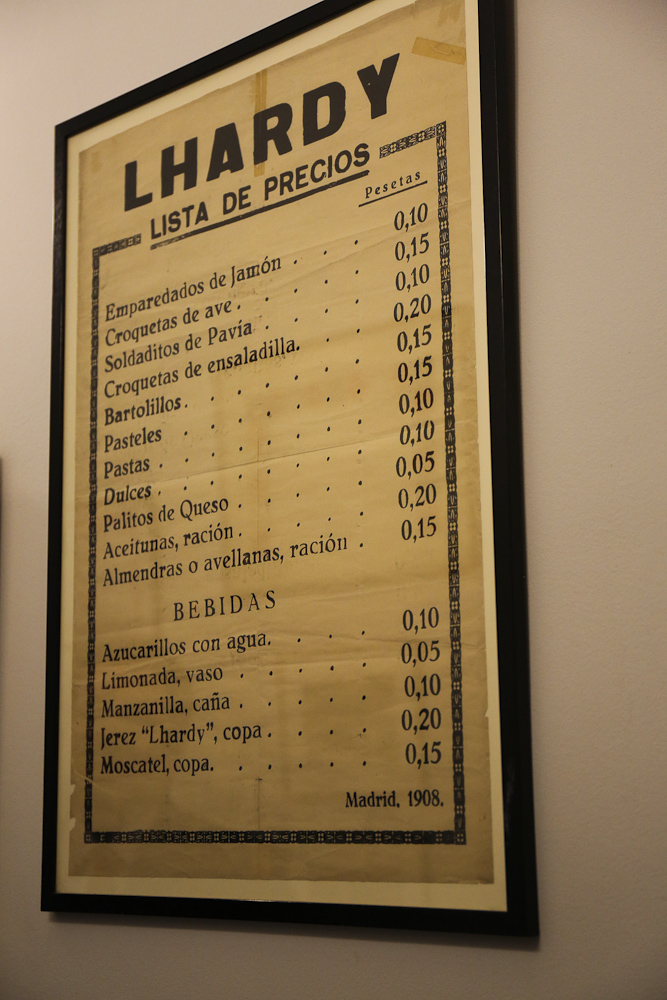 LHARDY
LISTA DE PRECIOS
Pesetas
Emparedados de Jamón . . . 0,10
Croquetas de ave . . . . 0,15
Soldaditos de Pavía . . . . 0,10
Croquetas de ensaladilla. . . 0,20
Bartolillos. . . . . . 0,15
Pasteles . . . . . 0,15
Pastas . . . . . . 0,10
Dulces . . . . . . 0,10
Palitos de Queso . . . . 0,05
Aceitunas, ración . . . . 0,20
Almendras o avellanas, ración . 0,15
BEBIDAS
Azucarillos con agua. . . . 0,10
Limonada, vaso . . . . . 0,05
Manzanilla, caña . . . . . 0,10
Jerez “Lhardy”, copa . . . . 0,20
Moscatel, copa. . . . . . 0,15
Madrid, 1908.